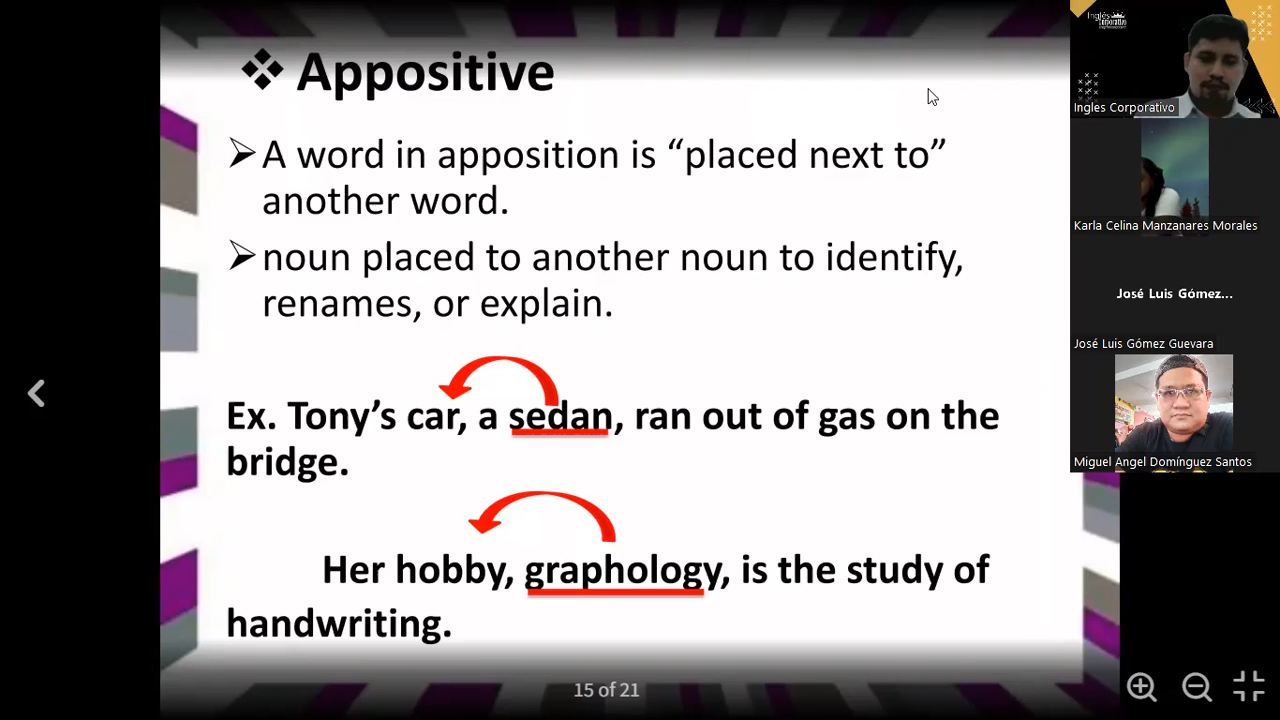 Appositive
A word in apposition is “placed next to”
another word.
noun placed to another noun to identify,
renames, or explain.
Ex. Tony’s car, a sedan, ran out of gas on the
bridge.
Her hobby, graphology, is the study of
handwriting.
15 of 21
Inglés
Corporativo
Ingles Corporativo
Karla Celina Manzanares Morales
José Luis Gómez...
José Luis Gómez Guevara
Miguel Angel Domínguez Santos